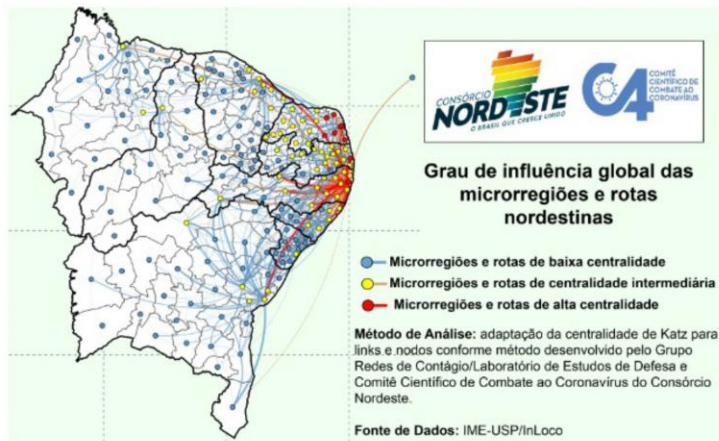 CONSÓRCIO
NORDESTE
O BRASIL QUE CRESCE UNIDO
C4
COMITÊ
CIENTÍFICO DE
COMBATE AO
CORONAVÍRUS
Grau de influência global das
microrregiões e rotas
nordestinas
Microrregiões e rotas de baixa centralidade
Microrregiões e rotas de centralidade intermediária
Microrregiões e rotas de alta centralidade
Método de Análise: adaptação da centralidade de Katz para
links e nodos conforme método desenvolvido pelo Grupo
Redes de Contágio/Laboratório de Estudos de Defesa e
Comitê Científico de Combate ao Coronavírus do Consórcio
Nordeste.
Fonte de Dados: IME-USP/InLoco